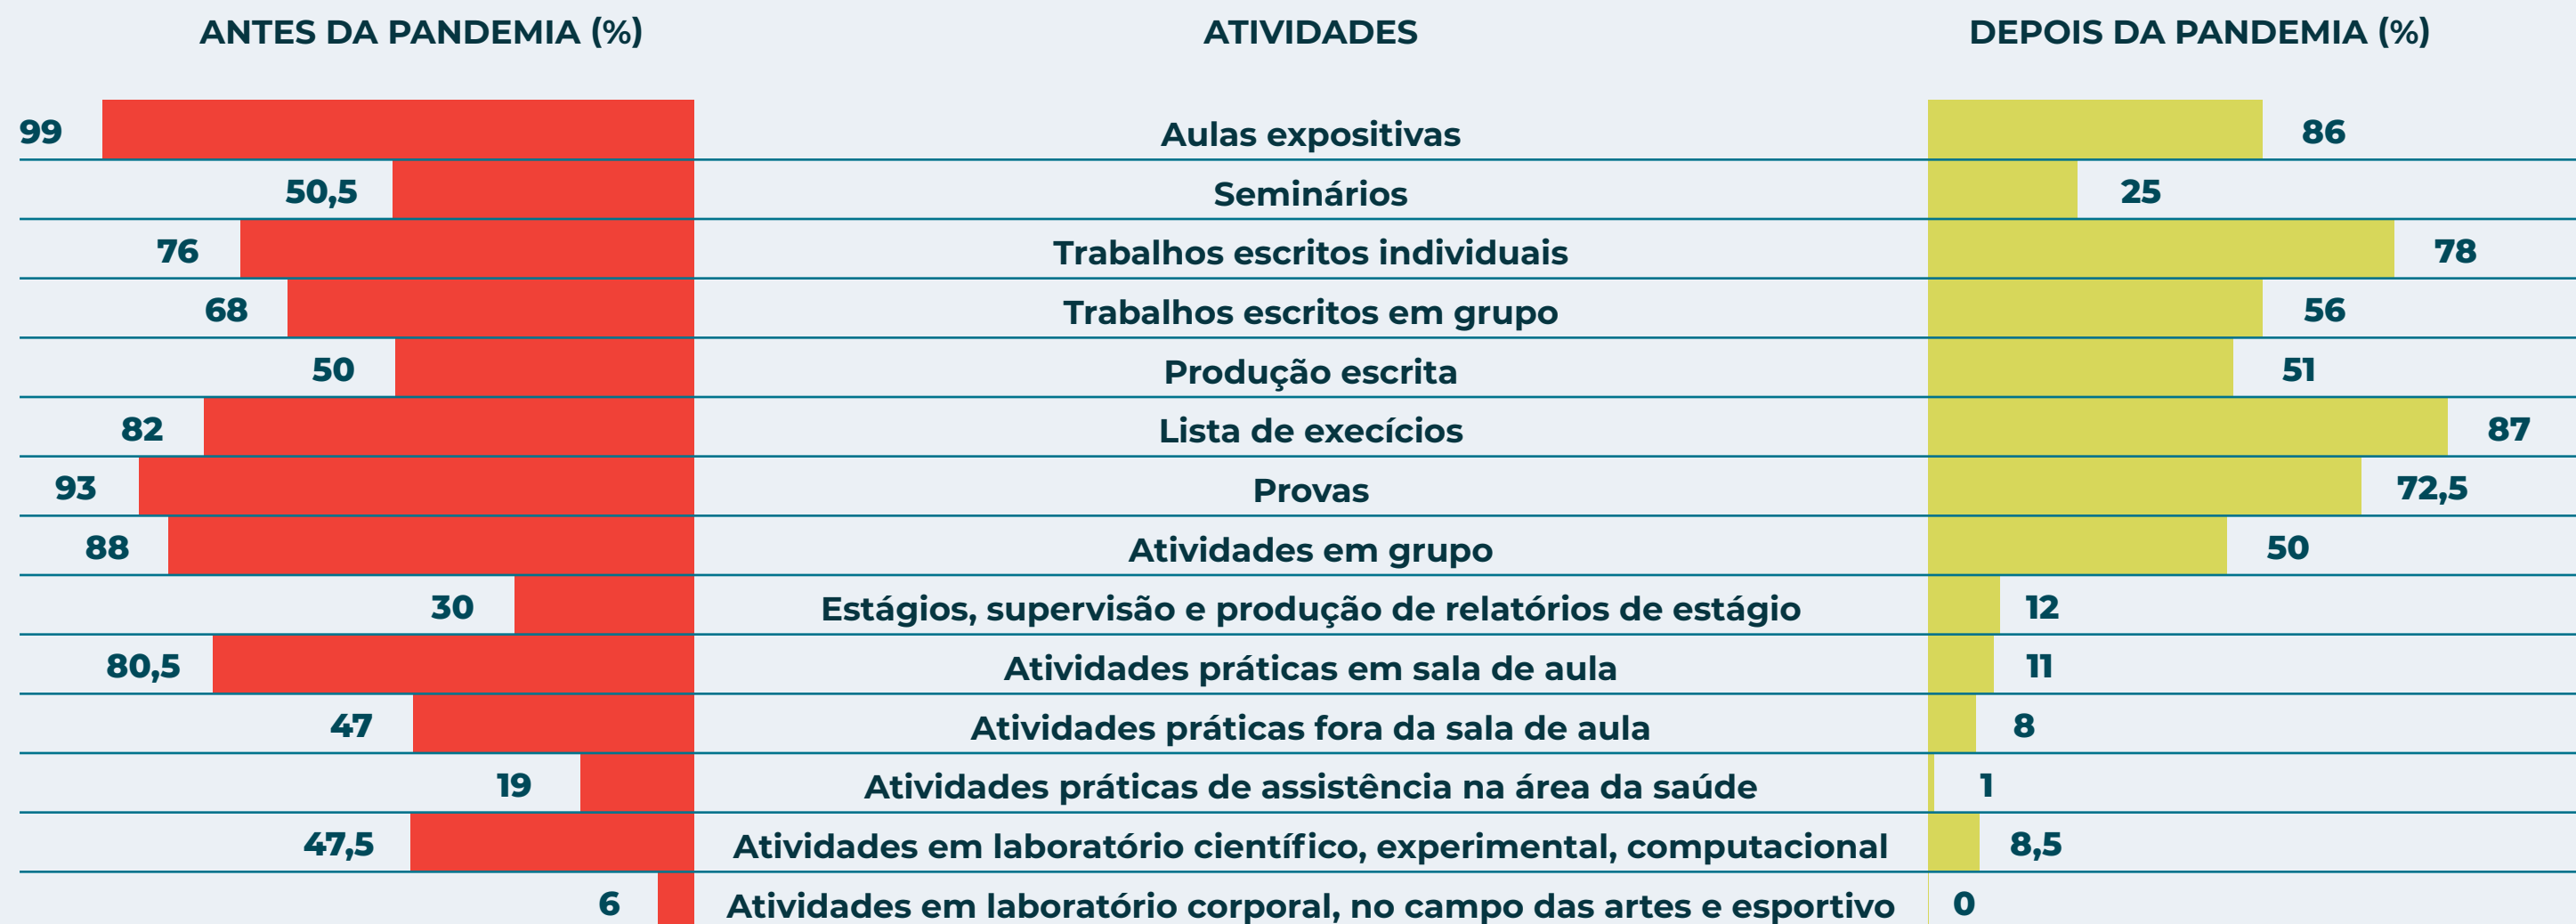 ANTES DA PANDEMIA (%) ATIVIDADES DEPOIS DA PANDEMIA (%)
99 Aulas expositivas 86
50,5 Seminários 25
76 Trabalhos escritos individuais 78
68 Trabalhos escritos em grupo 56
50 Produção escrita 51
82 Lista de execícios 87
93 Provas 72,5
88 Atividades em grupo 50
30 Estágios, supervisão e produção de relatórios de estágio 12
80,5 Atividades práticas em sala de aula 11
47 Atividades práticas fora da sala de aula 8
19 Atividades práticas de assistência na área da saúde 1
47,5 Atividades em laboratório científico, experimental, computacional 8,5
6 Atividades em laboratório corporal, no campo das artes e esportivo 0